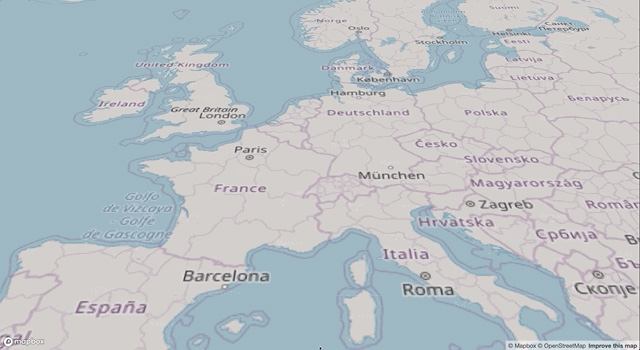 Norge
Oslo
Suomi
Санкт-
Петербург
Helsinki
Stockholm
Eesti
United Kingdom
Danmark
Latvija
København
Lietuva
Ireland
Hamburg
Беларусь
Great Britain
London
Deutschland
Polska
Paris
Česko
Slovensko
München
Magyarország
France
Golfo
de Vizcaya
Golfe
de Gascogne
Zagreb
Român
Hrvatska
Србија
Italia
Barcelona
Roma
Скопје
España
mapbox
© Mapbox © OpenStreetMap Improve this map